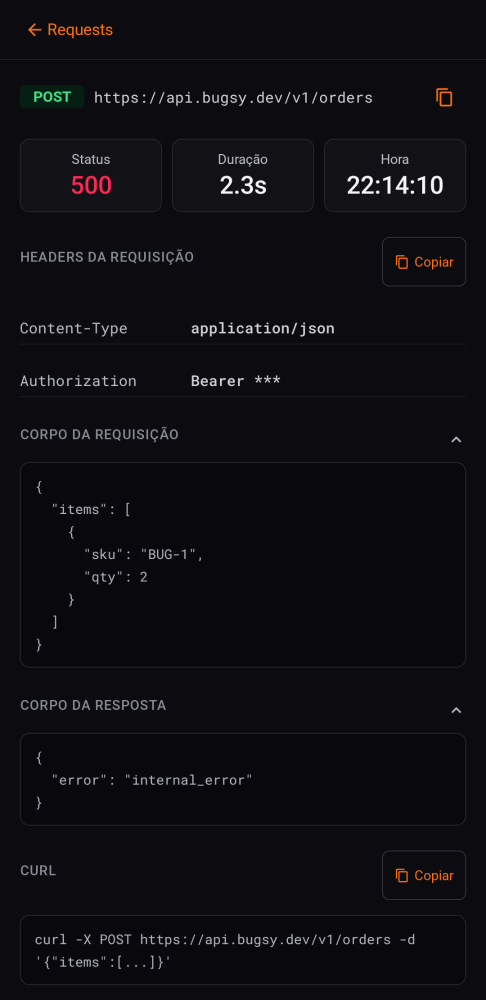 Requests
POST https://api.bugsy.dev/v1/orders
Status
500
Duração
2.3s
Hora
22:14:10
HEADERS DA REQUISIÇÃO
Copiar
Content-Type application/json
Authorization Bearer ***
CORPO DA REQUISIÇÃO
{
  "items": [
    {
      "sku": "BUG-1",
      "qty": 2
    }
  ]
}
CORPO DA RESPOSTA
{
  "error": "internal_error"
}
CURL
Copiar
curl -X POST https://api.bugsy.dev/v1/orders -d
'{"items":[...]}'